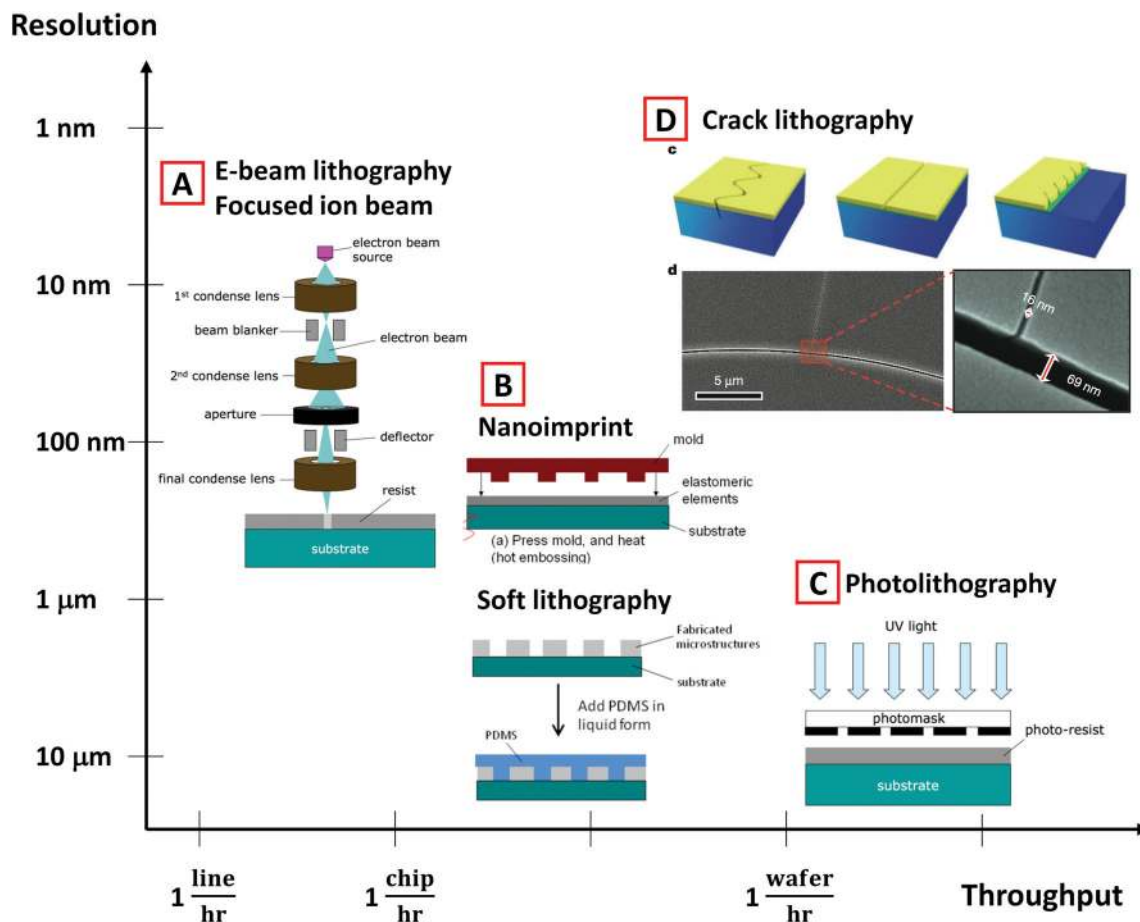 Resolution
1 nm
10 nm
100 nm
1 μm
10 μm
A
E-beam lithography
Focused ion beam
electron beam
source
1st condense lens
beam blanker
electron beam
2nd condense lens
aperture
deflector
final condense lens
resist
substrate
B
Nanoimprint
mold
elastomeric
elements
substrate
(a) Press mold, and heat
(hot embossing)
Soft lithography
Fabricated
microstructures
substrate
Add PDMS in
liquid form
PDMS
C
Photolithography
UV light
photomask
photo-resist
substrate
D
Crack lithography
c
d
5 μm
16 nm
69 nm
1 line/hr
1 chip/hr
1 wafer/hr
Throughput